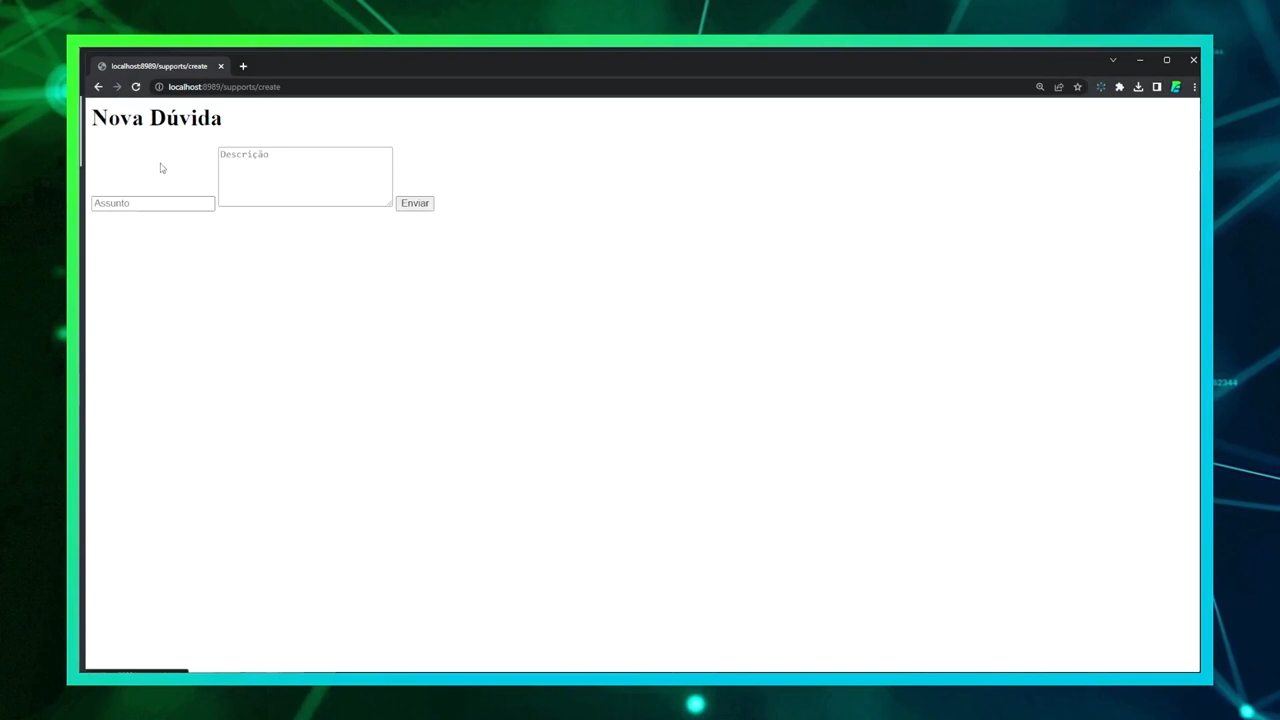 localhost:8989/supports/create
localhost:8989/supports/create
Nova Dúvida
Descrição
Assunto
Enviar